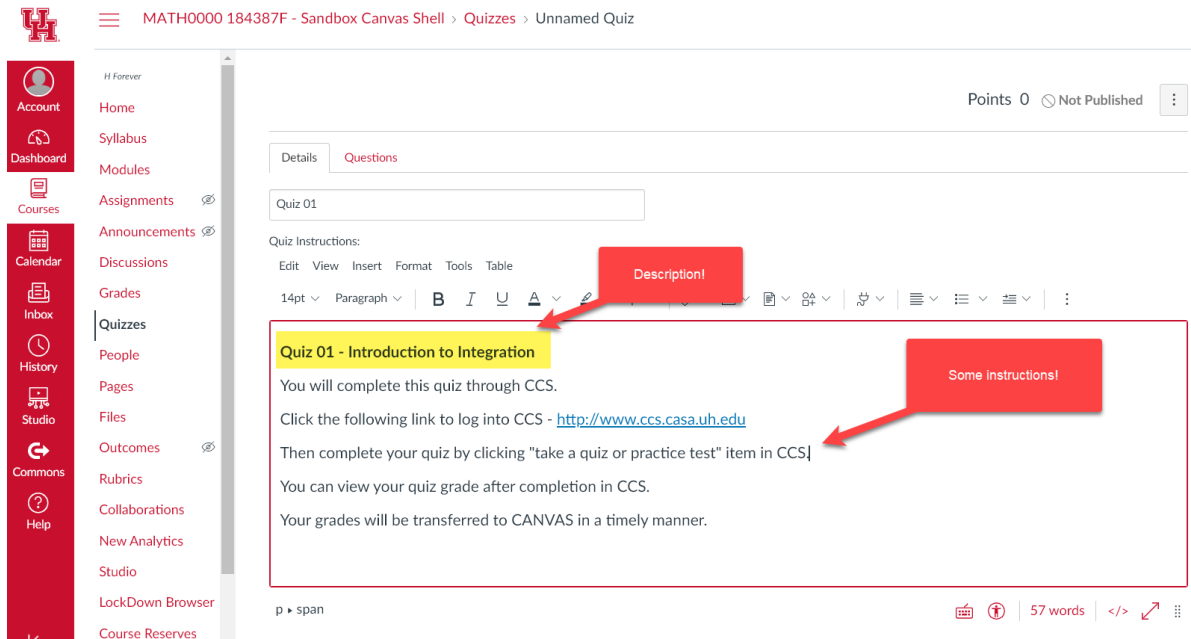 MATH0000 184387F - Sandbox Canvas Shell > Quizzes > Unnamed Quiz
Account
Dashboard
Courses
Calendar
Inbox
History
Studio
Commons
Help
H Forever
Home
Syllabus
Modules
Assignments
Announcements
Discussions
Grades
Quizzes
People
Pages
Files
Outcomes
Rubrics
Collaborations
New Analytics
Studio
LockDown Browser
Course Reserves
Points 0 Not Published
Details Questions
Quiz 01
Quiz Instructions:
Edit View Insert Format Tools Table
14pt Paragraph B I U A
Description!
Quiz 01 - Introduction to Integration
You will complete this quiz through CCS.
Click the following link to log into CCS - http://www.ccs.casa.uh.edu
Some instructions!
Then complete your quiz by clicking "take a quiz or practice test" item in CCS.
You can view your quiz grade after completion in CCS.
Your grades will be transferred to CANVAS in a timely manner.
p ▸ span
57 words </>